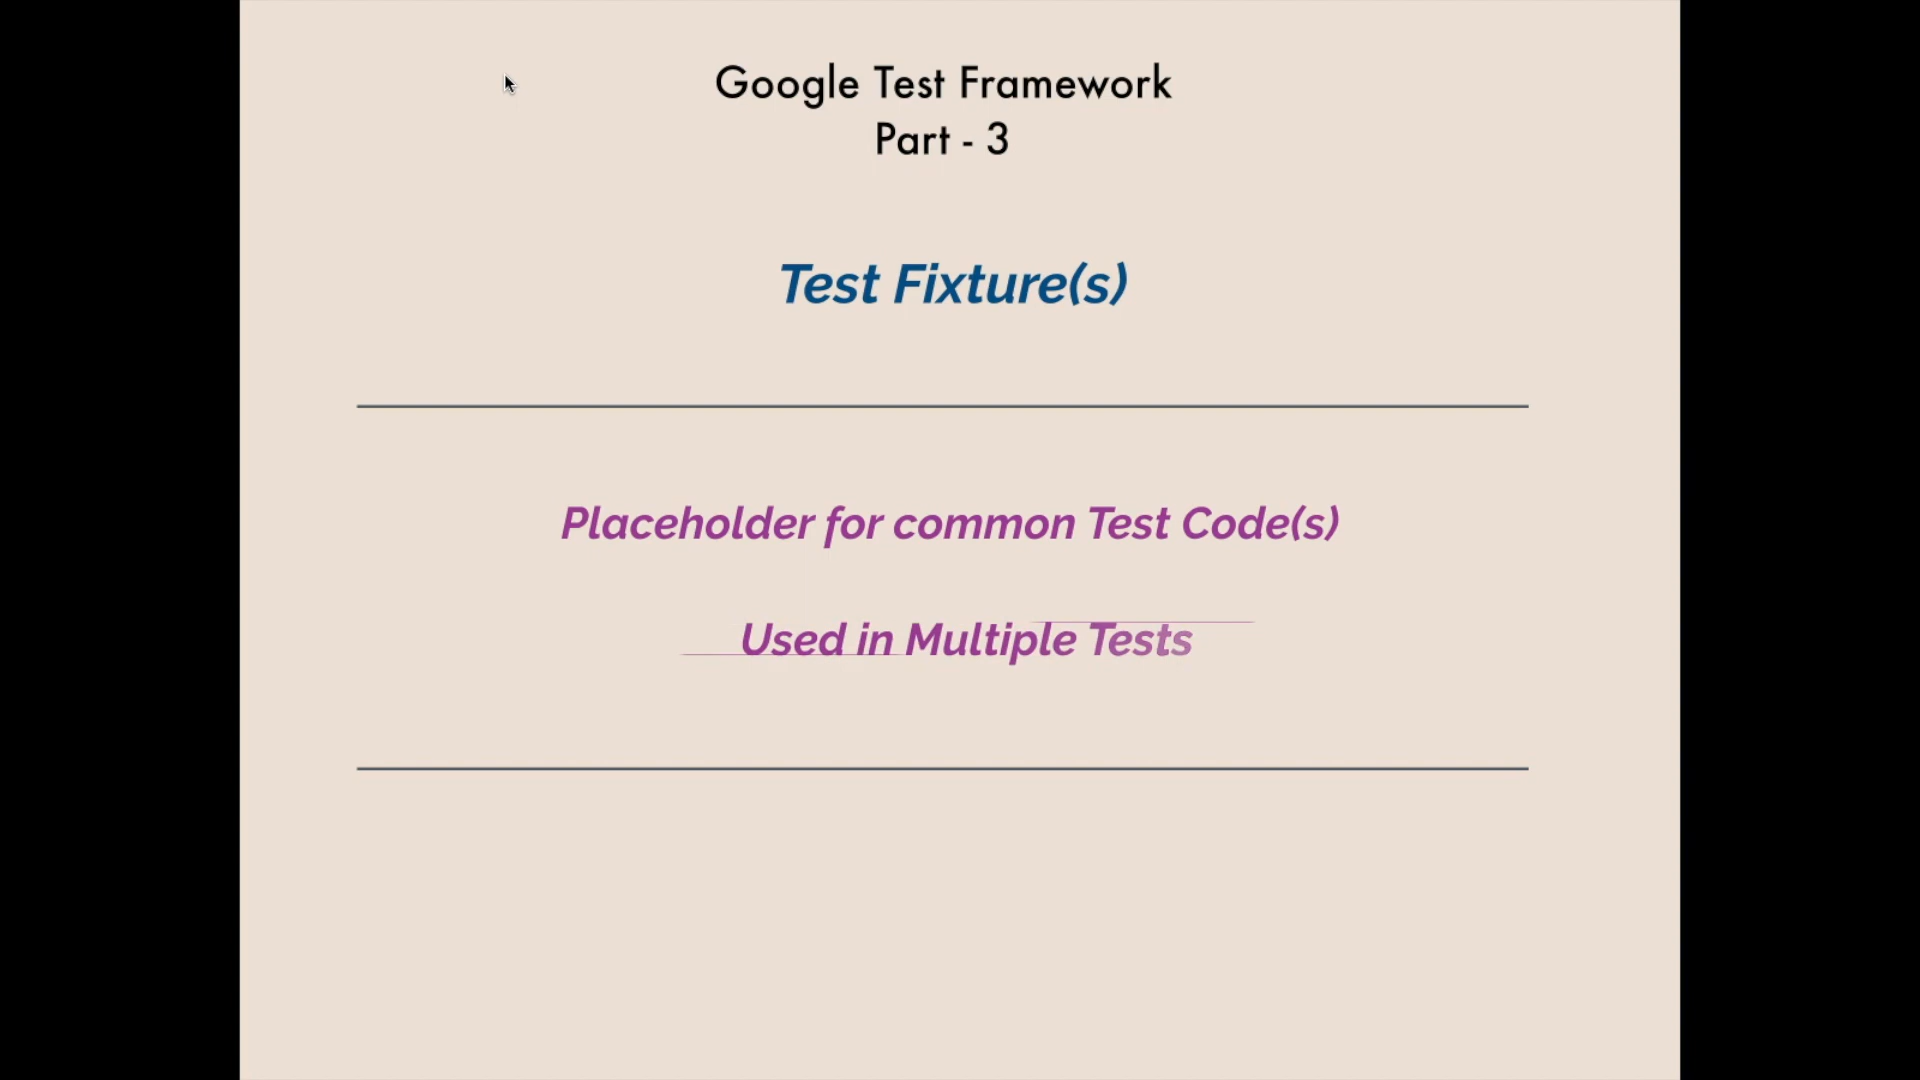 Google Test Framework
Part - 3
Test Fixture(s)
Placeholder for common Test Code(s)
Used in Multiple Tests